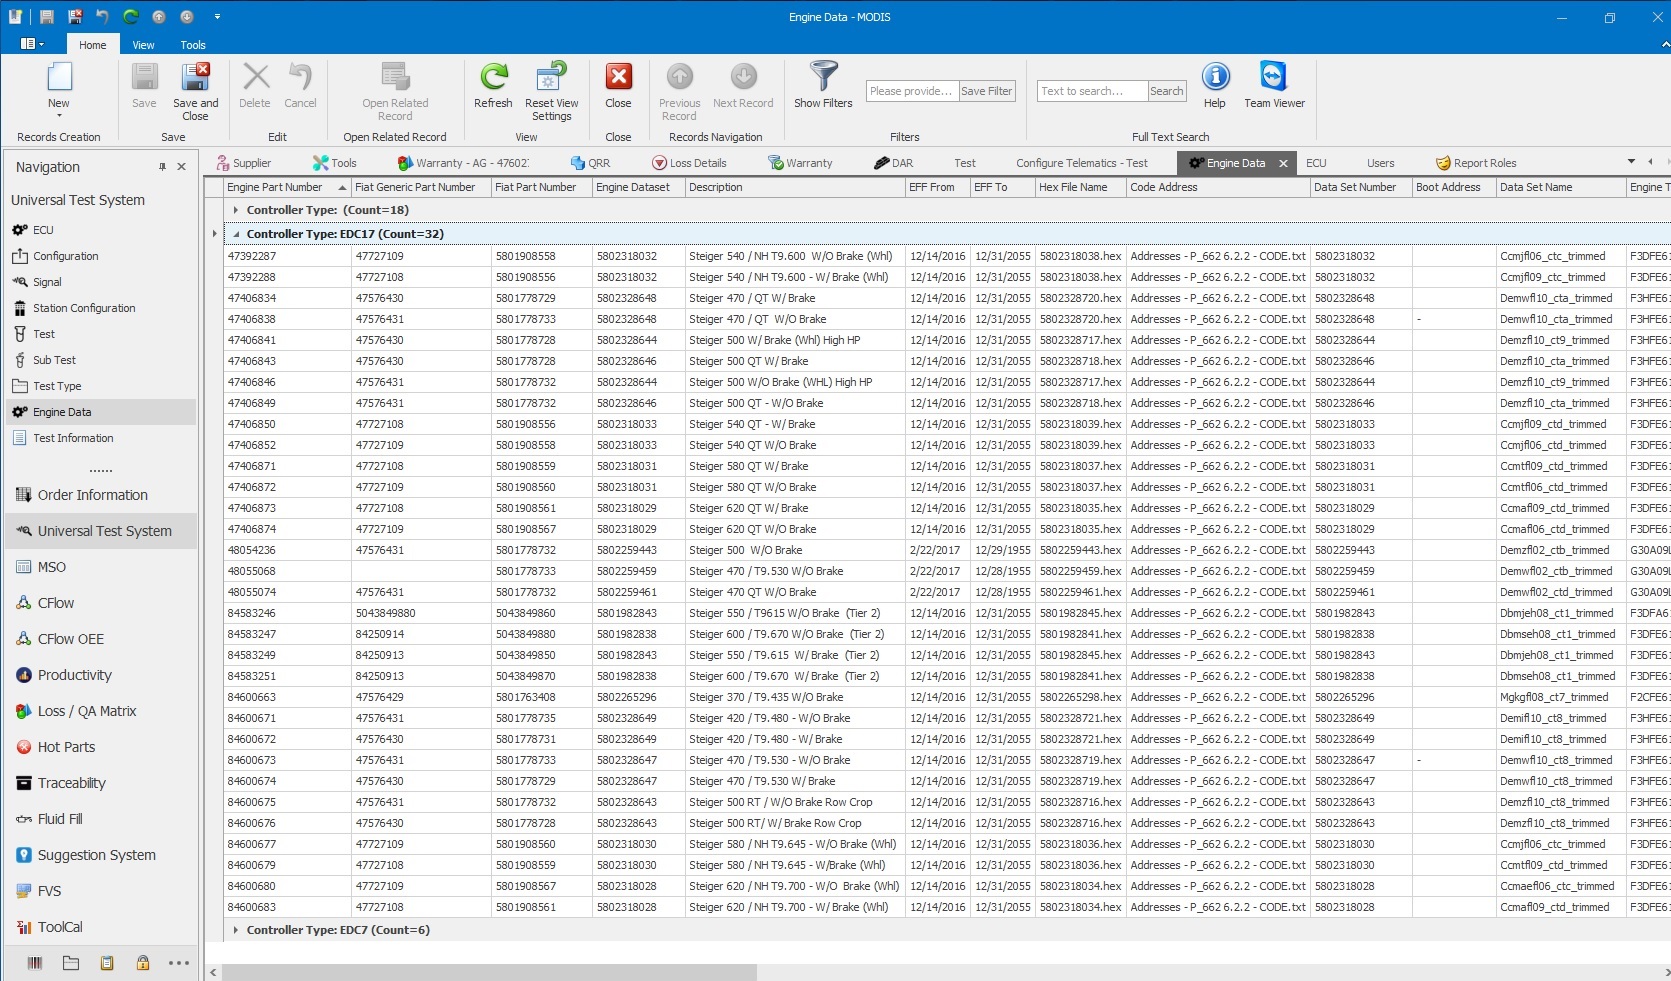 Engine Data - MODIS
Home View Tools
New Save Save and Close Delete Cancel Open Related Record Refresh Reset View Settings Close Previous Record Next Record Show Filters Please provide... Save Filter Text to search... Search Help Team Viewer
Records Creation Save Edit Open Related Record View Close Records Navigation Filters Full Text Search
Navigation
Supplier Tools Warranty - AG - 47602 QRR Loss Details Warranty DAR Test Configure Telematics - Test Engine Data ECU Users Report Roles
Universal Test System
ECU
Configuration
Signal
Station Configuration
Test
Sub Test
Test Type
Engine Data
Test Information
......
Order Information
Universal Test System
MSO
CFlow
CFlow OEE
Productivity
Loss / QA Matrix
Hot Parts
Traceability
Fluid Fill
Suggestion System
FVS
ToolCal
Engine Part Number Fiat Generic Part Number Fiat Part Number Engine Dataset Description EFF From EFF To Hex File Name Code Address Data Set Number Boot Address Data Set Name Engine T
Controller Type: (Count=18)
Controller Type: EDC17 (Count=32)
47392287 47727109 5801908558 5802318032 Steiger 540 / NH T9.600 W/O Brake (Whl) 12/14/2016 12/31/2055 5802318038.hex Addresses - P_662 6.2.2 - CODE.txt 5802318032 Ccmjfl06_ctc_trimmed F3DFE61
47392288 47727108 5801908556 5802318032 Steiger 540 / NH T9.600 - W/ Brake (Whl) 12/14/2016 12/31/2055 5802318038.hex Addresses - P_662 6.2.2 - CODE.txt 5802318032 Ccmjfl09_ctc_trimmed F3DFE61
47406834 47576430 5801778729 5802328648 Steiger 470 / QT W/ Brake 12/14/2016 12/31/2055 5802328720.hex Addresses - P_662 6.2.2 - CODE.txt 5802328648 Demwfl10_cta_trimmed F3HFE61
47406838 47576431 5801778733 5802328648 Steiger 470 / QT W/O Brake 12/14/2016 12/31/2055 5802328720.hex Addresses - P_662 6.2.2 - CODE.txt 5802328648 - Demwfl10_cta_trimmed F3HFE61
47406841 47576430 5801778728 5802328644 Steiger 500 W/ Brake (Whl) High HP 12/14/2016 12/31/2055 5802328717.hex Addresses - P_662 6.2.2 - CODE.txt 5802328644 Demzfl10_ct9_trimmed F3HFE61
47406843 47576430 5801778728 5802328646 Steiger 500 QT W/ Brake 12/14/2016 12/31/2055 5802328718.hex Addresses - P_662 6.2.2 - CODE.txt 5802328646 Demzfl10_cta_trimmed F3HFE61
47406846 47576431 5801778732 5802328644 Steiger 500 W/O Brake (WHL) High HP 12/14/2016 12/31/2055 5802328717.hex Addresses - P_662 6.2.2 - CODE.txt 5802328644 Demzfl10_ct9_trimmed F3HFE61
47406849 47576431 5801778732 5802328646 Steiger 500 QT - W/O Brake 12/14/2016 12/31/2055 5802328718.hex Addresses - P_662 6.2.2 - CODE.txt 5802328646 Demzfl10_cta_trimmed F3HFE61
47406850 47727108 5801908556 5802318033 Steiger 540 QT - W/ Brake 12/14/2016 12/31/2055 5802318039.hex Addresses - P_662 6.2.2 - CODE.txt 5802318033 Ccmjfl09_ctd_trimmed F3DFE61
47406852 47727109 5801908558 5802318033 Steiger 540 QT W/O Brake 12/14/2016 12/31/2055 5802318039.hex Addresses - P_662 6.2.2 - CODE.txt 5802318033 Ccmjfl06_ctd_trimmed F3DFE61
47406871 47727108 5801908559 5802318031 Steiger 580 QT W/ Brake 12/14/2016 12/31/2055 5802318037.hex Addresses - P_662 6.2.2 - CODE.txt 5802318031 Ccmtfl09_ctd_trimmed F3DFE61
47406872 47727109 5801908560 5802318031 Steiger 580 QT W/O Brake 12/14/2016 12/31/2055 5802318037.hex Addresses - P_662 6.2.2 - CODE.txt 5802318031 Ccmtfl06_ctd_trimmed F3DFE61
47406873 47727108 5801908561 5802318029 Steiger 620 QT W/ Brake 12/14/2016 12/31/2055 5802318035.hex Addresses - P_662 6.2.2 - CODE.txt 5802318029 Ccmafl09_ctd_trimmed F3DFE61
47406874 47727109 5801908567 5802318029 Steiger 620 QT W/O Brake 12/14/2016 12/31/2055 5802318035.hex Addresses - P_662 6.2.2 - CODE.txt 5802318029 Ccmafl06_ctd_trimmed F3DFE61
48054236 47576431 5801778732 5802259443 Steiger 500 W/O Brake 2/22/2017 12/29/1955 5802259443.hex Addresses - P_662 6.2.2 - CODE.txt 5802259443 Demzfl02_ctb_trimmed G30A09L
48055068 5801778733 5802259459 Steiger 470 / T9.530 W/O Brake 2/22/2017 12/28/1955 5802259459.hex Addresses - P_662 6.2.2 - CODE.txt 5802259459 Demwfl02_ctb_trimmed G30A09L
48055074 47576431 5801778732 5802259461 Steiger 470 QT W/O Brake 2/22/2017 12/28/1955 5802259461.hex Addresses - P_662 6.2.2 - CODE.txt 5802259461 Demwfl02_ctd_trimmed G30A09L
84583246 5043849880 5043849860 5801982843 Steiger 550 / T9615 W/O Brake (Tier 2) 12/14/2016 12/31/2055 5801982845.hex Addresses - P_662 6.2.2 - CODE.txt 5801982843 Dbmjeh08_ct1_trimmed F3DFA61
84583247 84250914 5043849880 5801982838 Steiger 600 / T9.670 W/O Brake (Tier 2) 12/14/2016 12/31/2055 5801982841.hex Addresses - P_662 6.2.2 - CODE.txt 5801982838 Dbmseh08_ct1_trimmed F3DFE61
84583249 84250913 5043849850 5801982843 Steiger 550 / T9.615 W/ Brake (Tier 2) 12/14/2016 12/31/2055 5801982845.hex Addresses - P_662 6.2.2 - CODE.txt 5801982843 Dbmjeh08_ct1_trimmed F3DFE61
84583251 84250913 5043849870 5801982838 Steiger 600 / T9.670 W/ Brake (Tier 2) 12/14/2016 12/31/2055 5801982841.hex Addresses - P_662 6.2.2 - CODE.txt 5801982838 Dbmseh08_ct1_trimmed F3DFE61
84600663 47576429 5801763408 5802265296 Steiger 370 / T9.435 W/O Brake 12/14/2016 12/31/2055 5802265298.hex Addresses - P_662 6.2.2 - CODE.txt 5802265296 Mgkgfl08_ct7_trimmed F2CFE61
84600671 47576431 5801778735 5802328649 Steiger 420 / T9.480 - W/O Brake 12/14/2016 12/31/2055 5802328721.hex Addresses - P_662 6.2.2 - CODE.txt 5802328649 Demifl10_ct8_trimmed F3HFE61
84600672 47576430 5801778731 5802328649 Steiger 420 / T9.480 - W/ Brake 12/14/2016 12/31/2055 5802328721.hex Addresses - P_662 6.2.2 - CODE.txt 5802328649 Demifl10_ct8_trimmed F3HFE61
84600673 47576431 5801778733 5802328647 Steiger 470 / T9.530 - W/O Brake 12/14/2016 12/31/2055 5802328719.hex Addresses - P_662 6.2.2 - CODE.txt 5802328647 - Demwfl10_ct8_trimmed F3HFE61
84600674 47576430 5801778729 5802328647 Steiger 470 / T9.530 W/ Brake 12/14/2016 12/31/2055 5802328719.hex Addresses - P_662 6.2.2 - CODE.txt 5802328647 Demwfl10_ct8_trimmed F3HFE61
84600675 47576431 5801778732 5802328643 Steiger 500 RT / W/O Brake Row Crop 12/14/2016 12/31/2055 5802328716.hex Addresses - P_662 6.2.2 - CODE.txt 5802328643 Demzfl10_ct8_trimmed F3HFE61
84600676 47576430 5801778728 5802328643 Steiger 500 RT/ W/ Brake Row Crop 12/14/2016 12/31/2055 5802328716.hex Addresses - P_662 6.2.2 - CODE.txt 5802328643 Demzfl10_ct8_trimmed F3HFE61
84600677 47727109 5801908560 5802318030 Steiger 580 / NH T9.645 - W/O Brake (Whl) 12/14/2016 12/31/2055 5802318036.hex Addresses - P_662 6.2.2 - CODE.txt 5802318030 Ccmjfl06_ctc_trimmed F3DFE61
84600679 47727108 5801908559 5802318030 Steiger 580 / NH T9.645 - W/Brake (Whl) 12/14/2016 12/31/2055 5802318036.hex Addresses - P_662 6.2.2 - CODE.txt 5802318030 Ccmtfl09_ctd_trimmed F3DFE61
84600680 47727109 5801908567 5802318028 Steiger 620 / NH T9.700 - W/O Brake (Whl) 12/14/2016 12/31/2055 5802318034.hex Addresses - P_662 6.2.2 - CODE.txt 5802318028 Ccmaefl06_ctc_trimmed F3DFE61
84600683 47727108 5801908561 5802318028 Steiger 620 / NH T9.700 - W/ Brake (Whl) 12/14/2016 12/31/2055 5802318034.hex Addresses - P_662 6.2.2 - CODE.txt 5802318028 Ccmafl09_ctd_trimmed F3DFE61
Controller Type: EDC7 (Count=6)